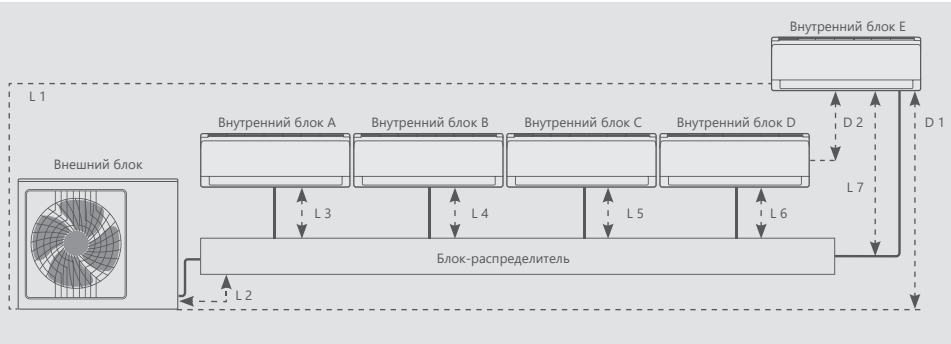 Внутренний блок E
L 1
Внутренний блок A
Внутренний блок B
Внутренний блок C
Внутренний блок D
D 2
D 1
Внешний блок
L 7
L 3
L 4
L 5
L 6
Блок-распределитель
L 2